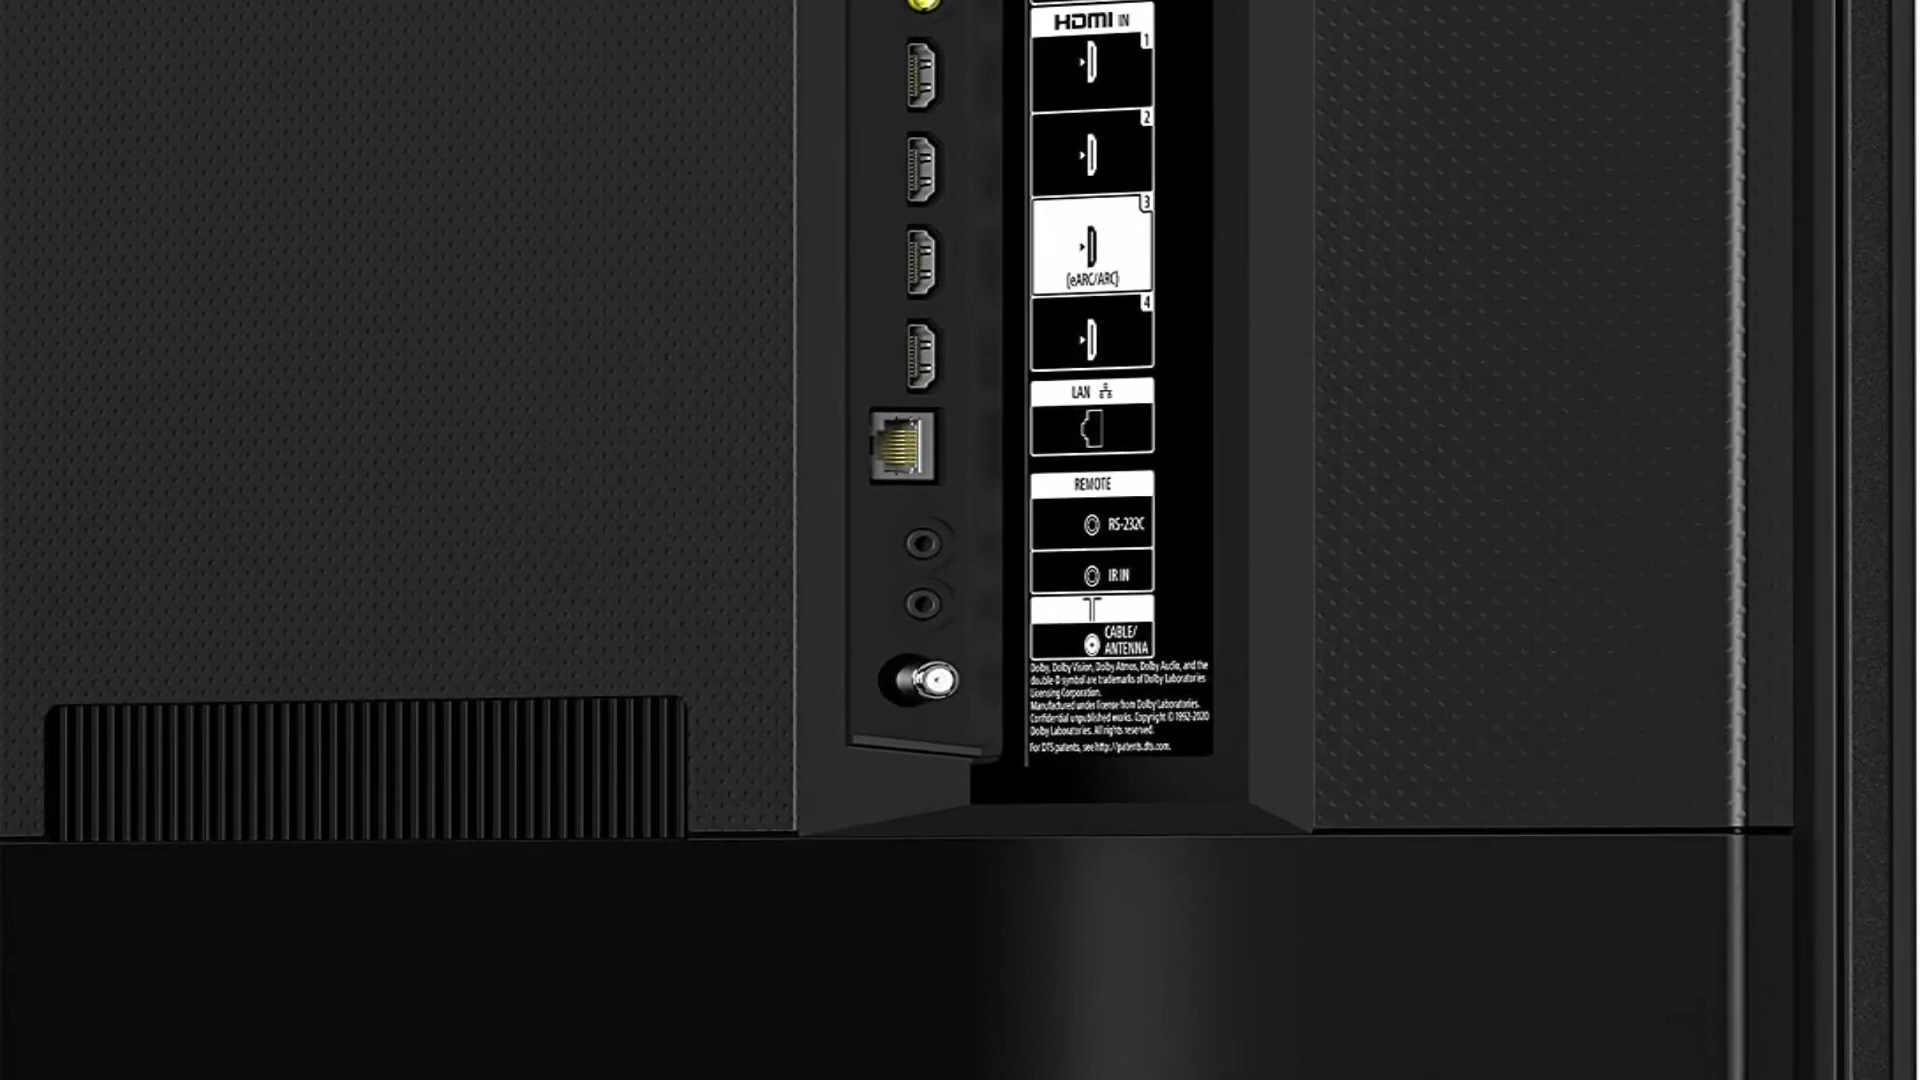 HDMI IN
1
2
3
(eARC/ARC)
4
LAN
REMOTE
RS-232C
IR IN
CABLE/
ANTENNA
Dolby, Dolby Vision, Dolby Atmos, Dolby Audio, and the
double-D symbol are trademarks of Dolby Laboratories
Licensing Corporation.
Manufactured under license from Dolby Laboratories.
Confidential unpublished works. Copyright © 1992-2020
Dolby Laboratories. All rights reserved.
For DTS patents, see http://patents.dts.com.